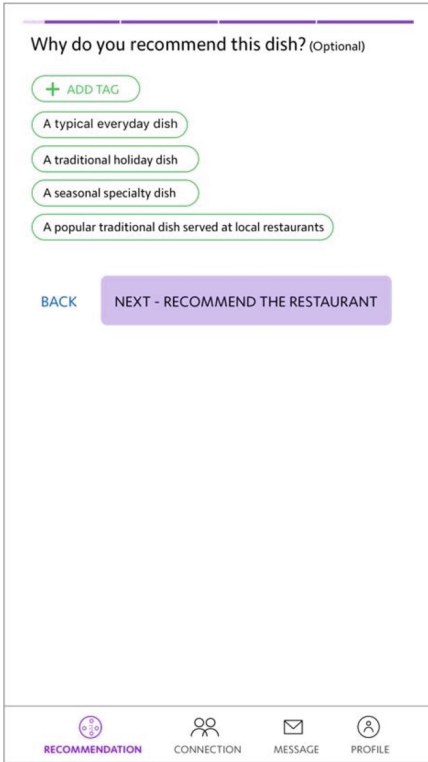 Why do you recommend this dish? (Optional)
+ ADD TAG
A typical everyday dish
A traditional holiday dish
A seasonal specialty dish
A popular traditional dish served at local restaurants
BACK NEXT - RECOMMEND THE RESTAURANT
RECOMMENDATION CONNECTION MESSAGE PROFILE